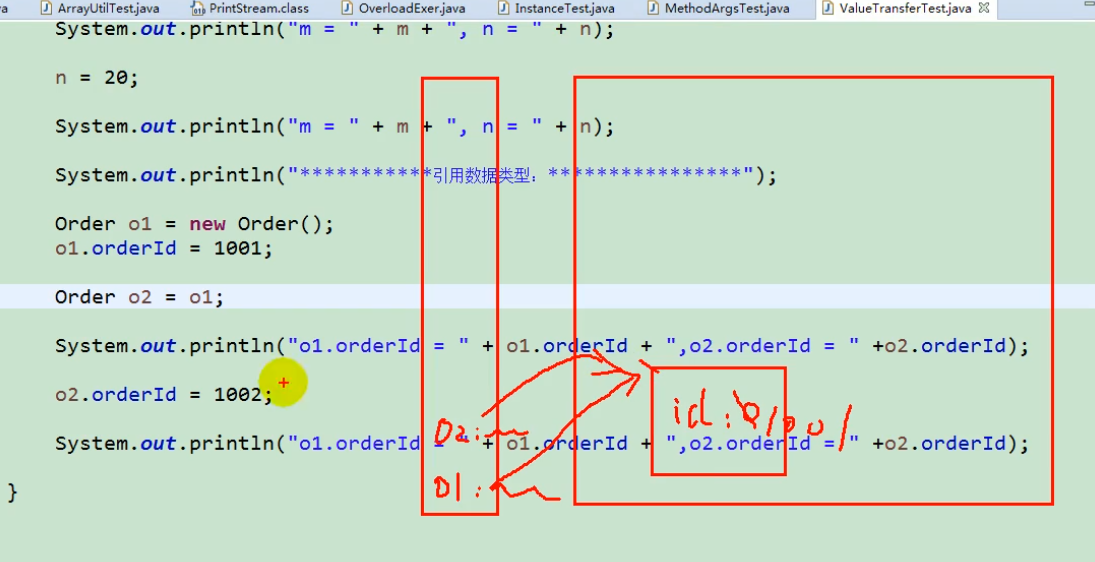 ArrayUtilTest.java PrintStream.class OverloadExer.java InstanceTest.java MethodArgsTest.java ValueTransferTest.java
System.out.println("m = " + m + ", n = " + n);
n = 20;
System.out.println("m = " + m + ", n = " + n);
System.out.println("***********引用数据类型：****************");
Order o1 = new Order();
o1.orderId = 1001;
Order o2 = o1;
System.out.println("o1.orderId = " + o1.orderId + ",o2.orderId = " +o2.orderId);
o2.orderId = 1002;
id:0 1001
o2:
System.out.println("o1.orderId = " + o1.orderId + ",o2.orderId = " +o2.orderId);
o1:
}